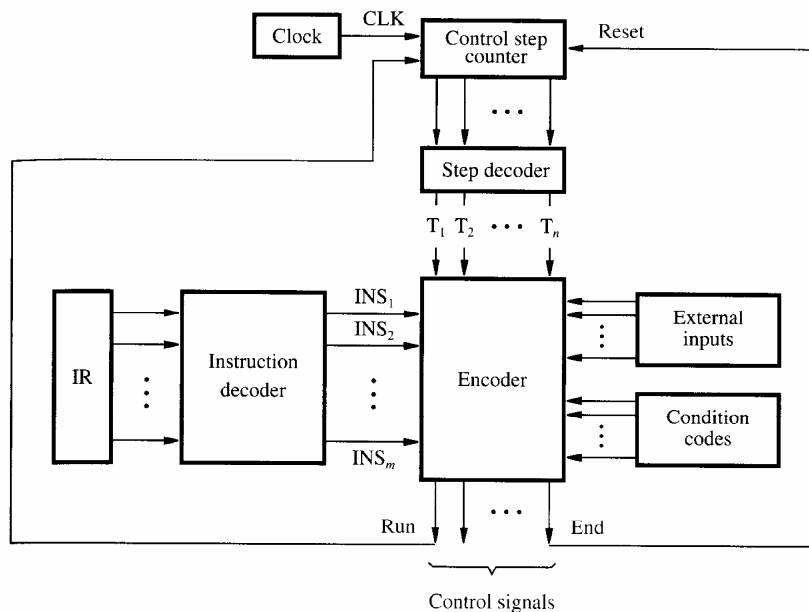 CLK
Clock
Control step
counter
Reset
Step decoder
T₁ T₂ ... Tₙ
INS₁
INS₂
INSₘ
IR
Instruction
decoder
Encoder
External
inputs
Condition
codes
Run
End
Control signals